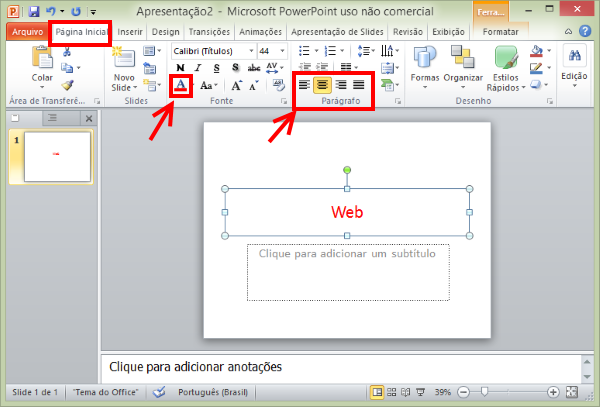 Apresentação2 - Microsoft PowerPoint uso não comercial
Ferra...
Arquivo Página Inicial Inserir Design Transições Animações Apresentação de Slides Revisão Exibição Formatar
Calibri (Títulos) 44
Colar
Novo Slide
N I S S abc AV
A Aa A A
Formas Organizar Estilos Rápidos
Edição
Área de Transferê... Slides Fonte Parágrafo Desenho
1
Web
Web
Clique para adicionar um subtítulo
Clique para adicionar anotações
Slide 1 de 1 "Tema do Office" Português (Brasil) 39%